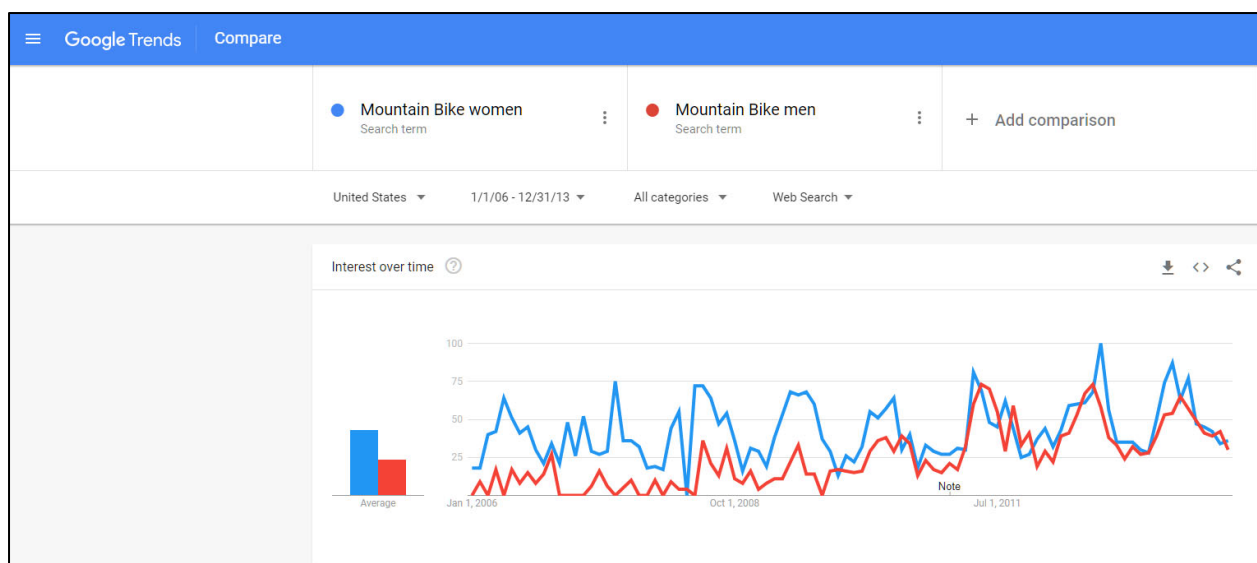 Google Trends Compare
Mountain Bike women
Search term
Mountain Bike men
Search term
+ Add comparison
United States 1/1/06 - 12/31/13 All categories Web Search
Interest over time
100
75
50
25
Note
Average
Jan 1, 2006 Oct 1, 2008 Jul 1, 2011